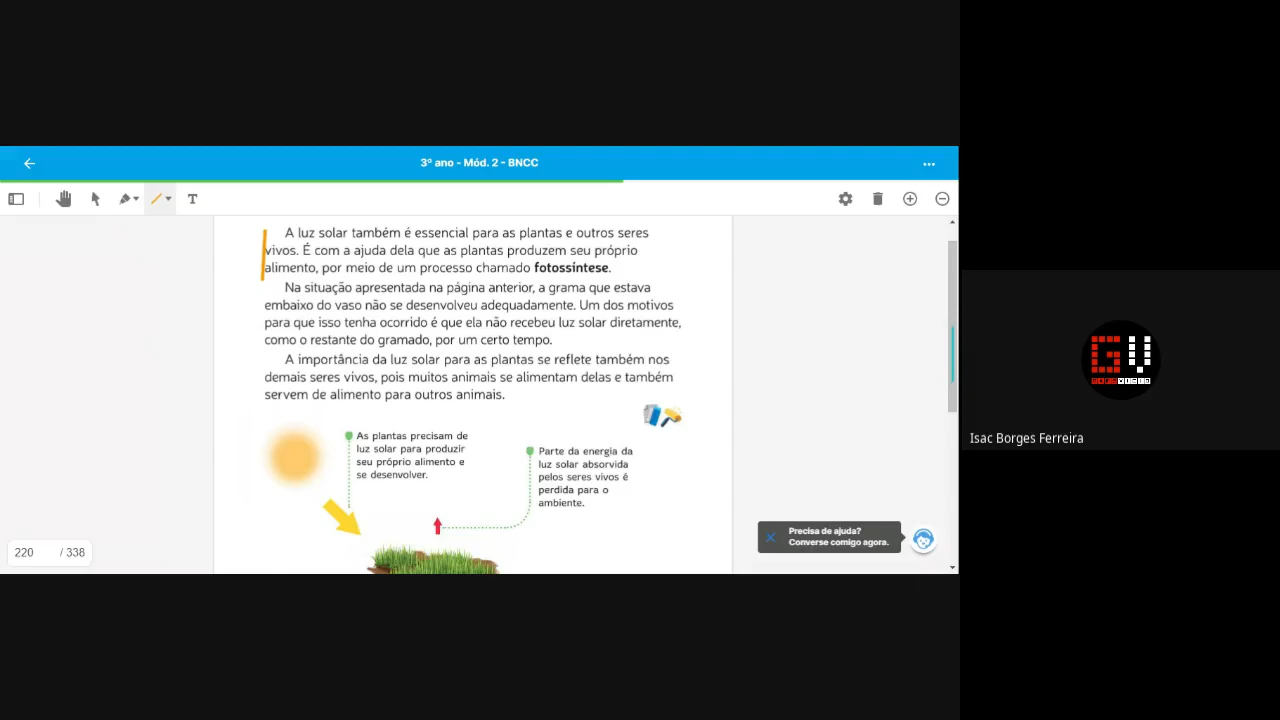 3º ano - Mód. 2 - BNCC
T
A luz solar também é essencial para as plantas e outros seres
vivos. É com a ajuda dela que as plantas produzem seu próprio
alimento, por meio de um processo chamado fotossíntese.
Na situação apresentada na página anterior, a grama que estava
embaixo do vaso não se desenvolveu adequadamente. Um dos motivos
para que isso tenha ocorrido é que ela não recebeu luz solar diretamente,
como o restante do gramado, por um certo tempo.
A importância da luz solar para as plantas se reflete também nos
demais seres vivos, pois muitos animais se alimentam delas e também
servem de alimento para outros animais.
As plantas precisam de
luz solar para produzir
seu próprio alimento e
se desenvolver.
Parte da energia da
luz solar absorvida
pelos seres vivos é
perdida para o
ambiente.
Precisa de ajuda?
Converse comigo agora.
220 / 338
GV
Isac Borges Ferreira